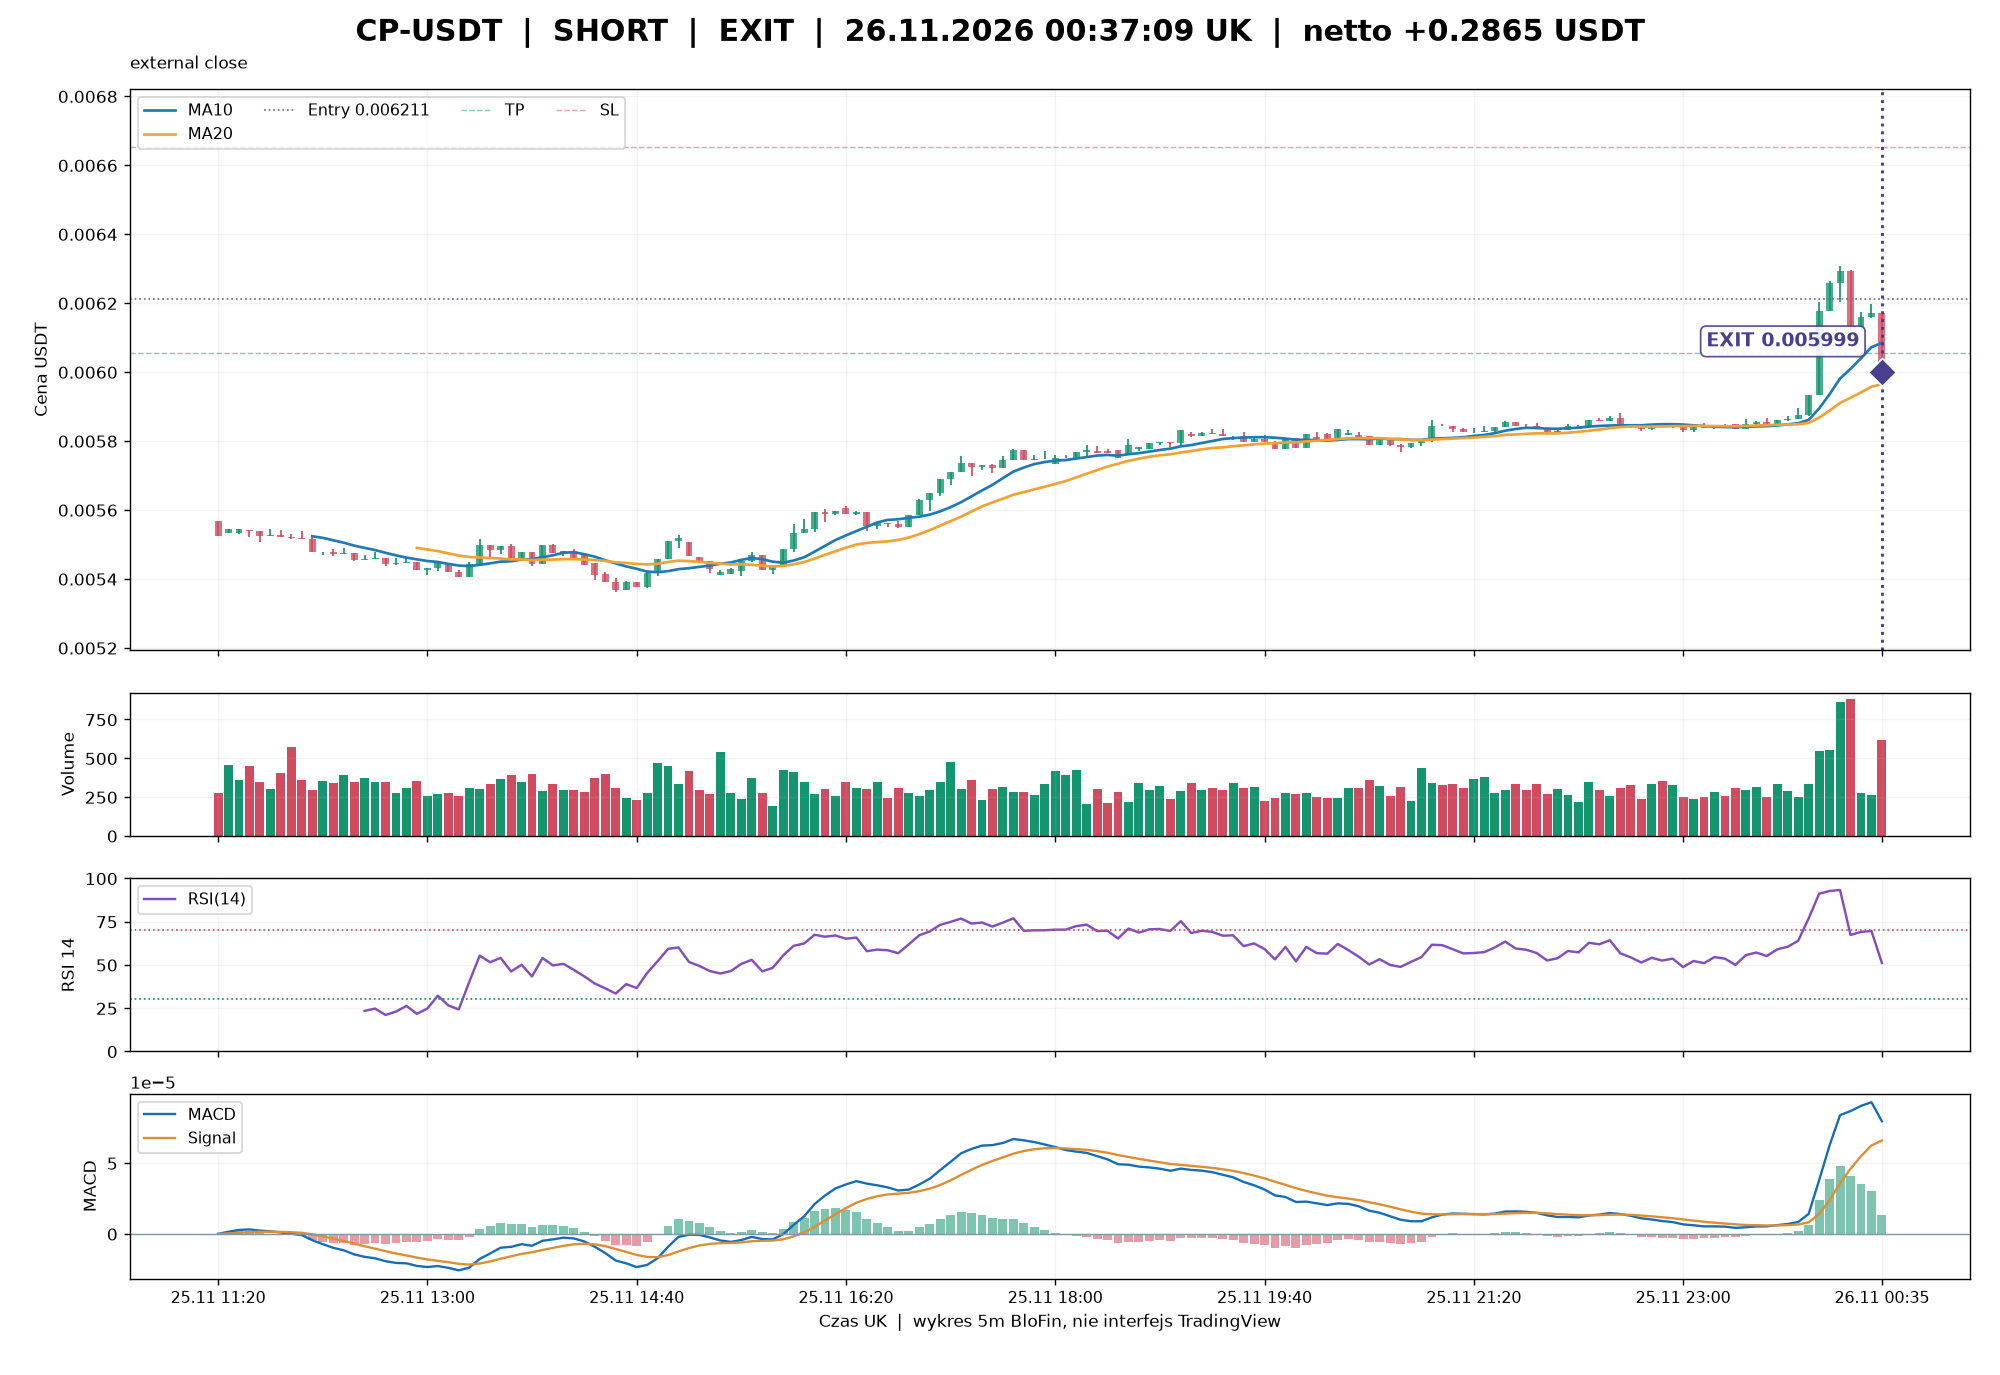 CP-USDT | SHORT | EXIT | 26.11.2026 00:37:09 UK | netto +0.2865 USDT
external close
MA10
MA20
Entry 0.006211
TP
SL
0.0068
0.0066
0.0064
0.0062
0.0060
0.0058
0.0056
0.0054
0.0052
Cena USDT
EXIT 0.005999
750
500
250
0
Volume
RSI(14)
100
75
50
25
0
RSI 14
1e−5
MACD
Signal
5
0
MACD
25.11 11:20
25.11 13:00
25.11 14:40
25.11 16:20
25.11 18:00
25.11 19:40
25.11 21:20
25.11 23:00
26.11 00:35
Czas UK | wykres 5m BloFin, nie interfejs TradingView